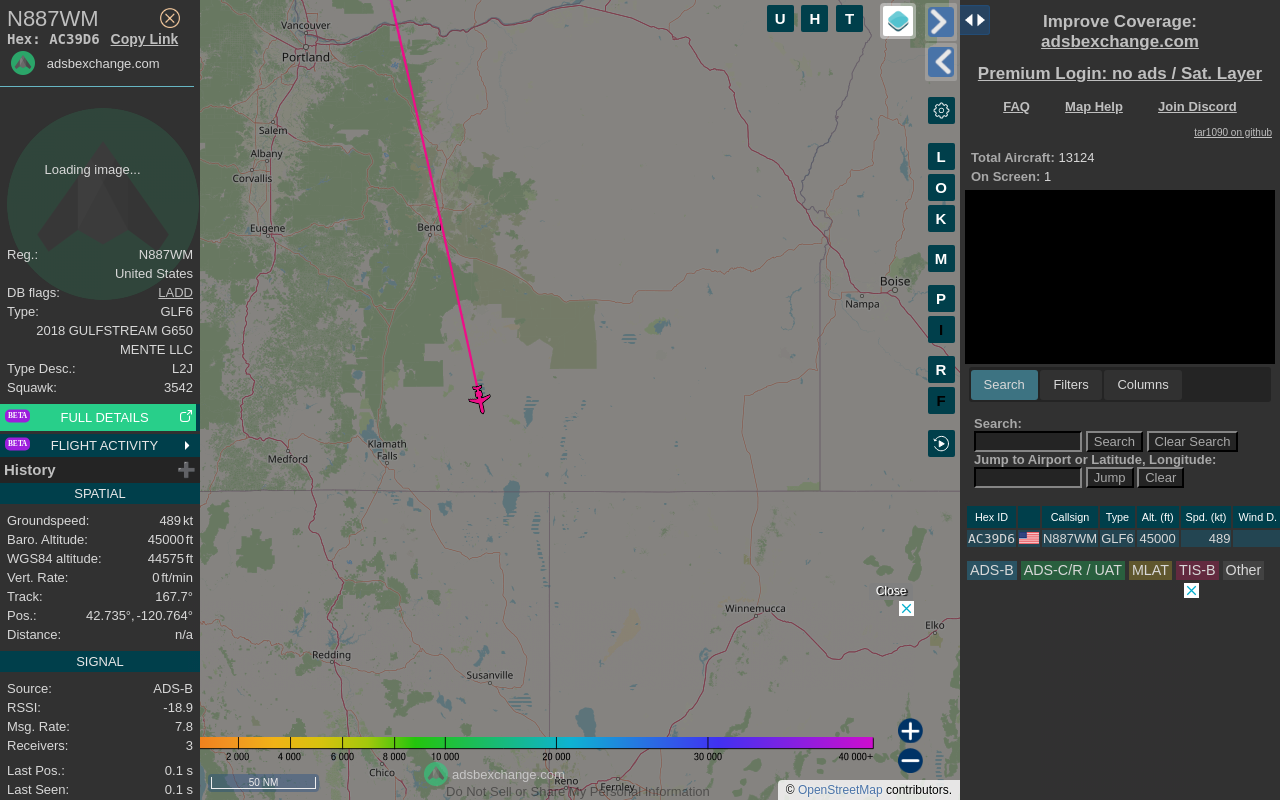 N887WM
Hex: AC39D6 Copy Link
adsbexchange.com
Loading image...
Reg.: N887WM
United States
DB flags: LADD
Type: GLF6
2018 GULFSTREAM G650
MENTE LLC
Type Desc.: L2J
Squawk: 3542
BETA FULL DETAILS
BETA FLIGHT ACTIVITY
History
SPATIAL
Groundspeed: 489 kt
Baro. Altitude: 45000 ft
WGS84 altitude: 44575 ft
Vert. Rate: 0 ft/min
Track: 167.7°
Pos.: 42.735°, -120.764°
Distance: n/a
SIGNAL
Source: ADS-B
RSSI: -18.9
Msg. Rate: 7.8
Receivers: 3
Last Pos.: 0.1 s
Last Seen: 0.1 s
Vancouver
Portland
Salem
Albany
Corvallis
Eugene
Bend
Boise
Nampa
Klamath
Falls
Medford
Winnemucca
Elko
Redding
Susanville
Chico
Reno
Fernley
U H T
L
O
K
M
P
I
R
F
Close
2 000 4 000 6 000 8 000 10 000 20 000 30 000 40 000+
50 NM
adsbexchange.com
Do Not Sell or Share My Personal Information
© OpenStreetMap contributors.
Improve Coverage:
adsbexchange.com
Premium Login: no ads / Sat. Layer
FAQ Map Help Join Discord
tar1090 on github
Total Aircraft: 13124
On Screen: 1
Search Filters Columns
Search:
Search Clear Search
Jump to Airport or Latitude, Longitude:
Jump Clear
Hex ID Callsign Type Alt. (ft) Spd. (kt) Wind D.
AC39D6 N887WM GLF6 45000 489
ADS-B ADS-C/R / UAT MLAT TIS-B Other